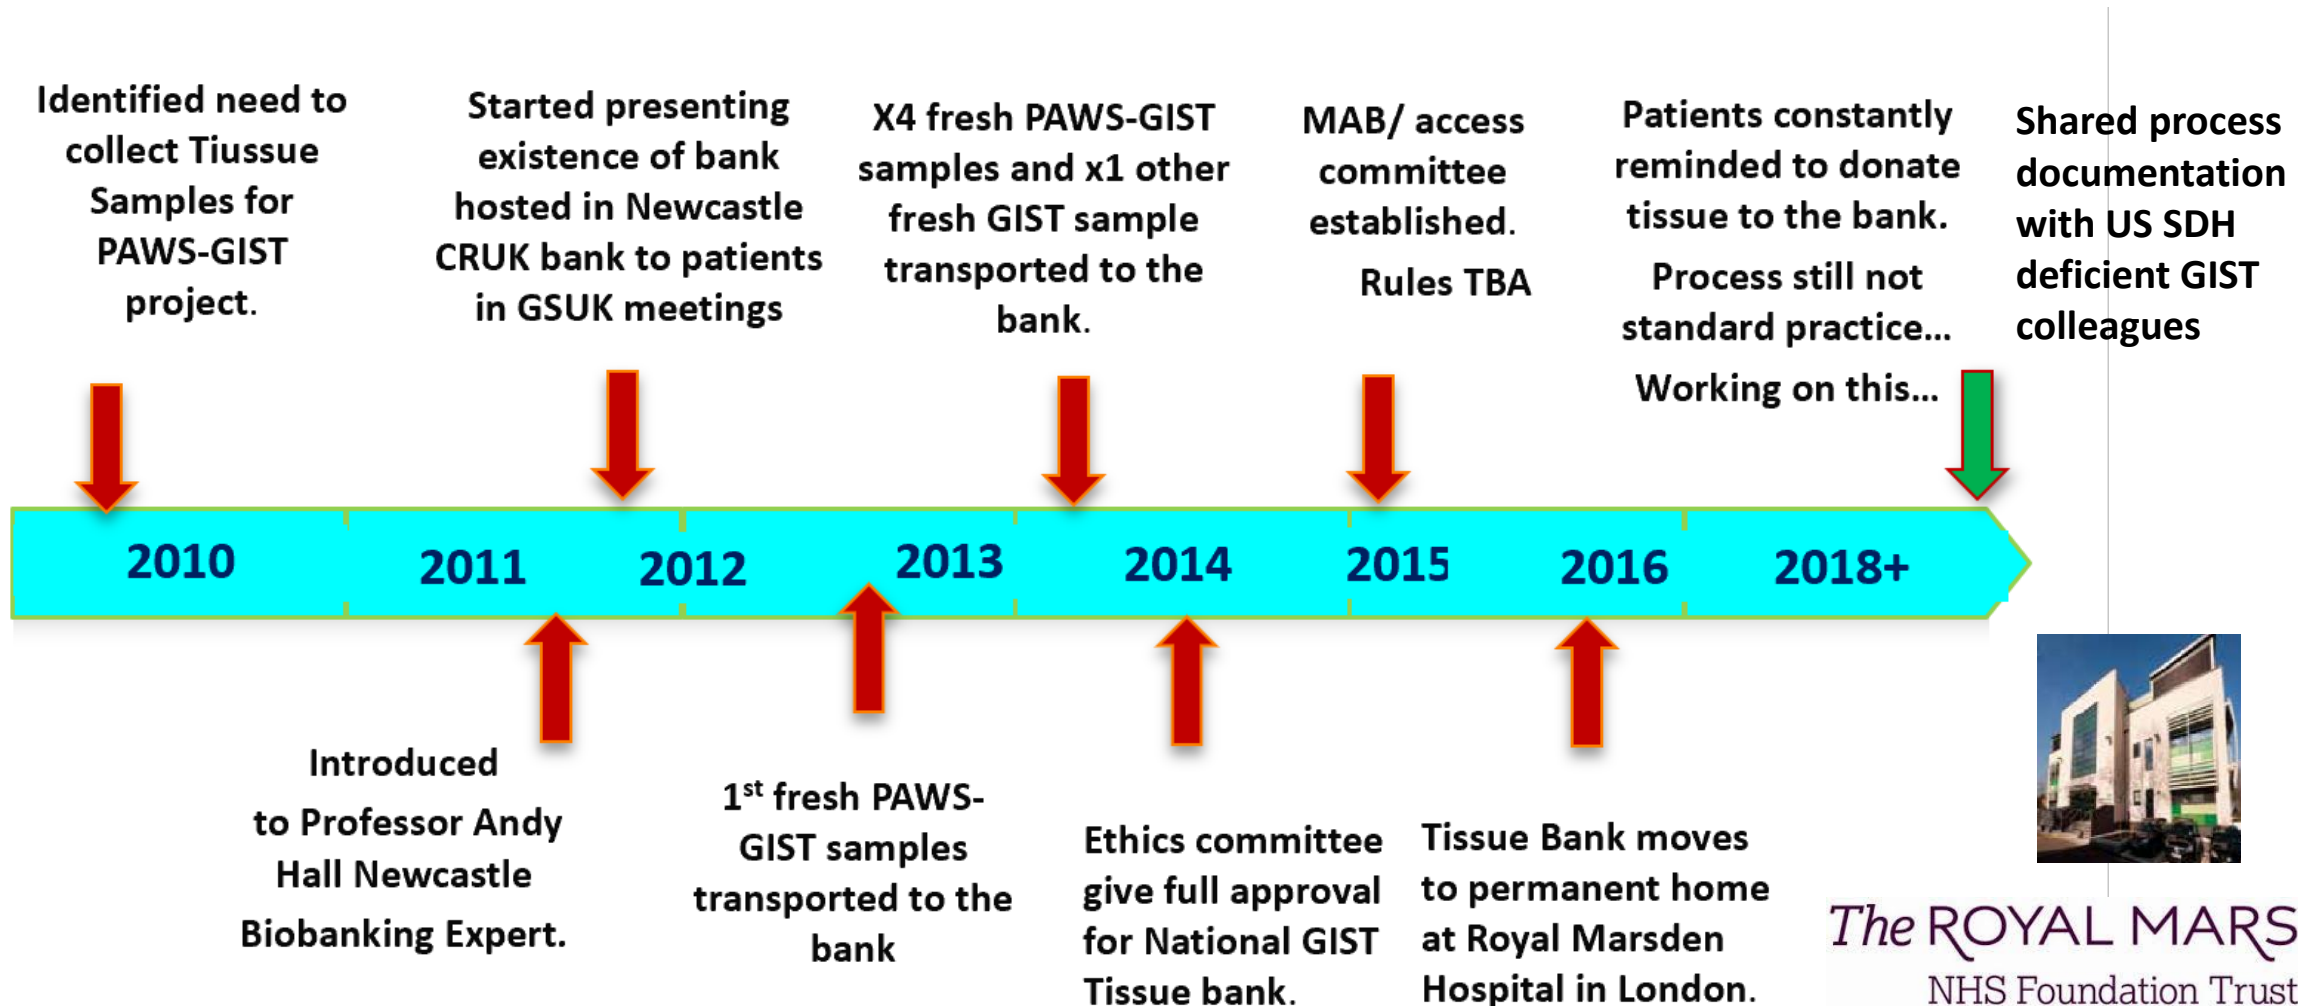 Identified need to
collect Tiussue
Samples for
PAWS-GIST
project.
Started presenting
existence of bank
hosted in Newcastle
CRUK bank to patients
in GSUK meetings
X4 fresh PAWS-GIST
samples and x1 other
fresh GIST sample
transported to the
bank.
MAB/ access
committee
established.
Rules TBA
Patients constantly
reminded to donate
tissue to the bank.
Process still not
standard practice...
Working on this...
Shared process
documentation
with US SDH
deficient GIST
colleagues
2010
2011
2012
2013
2014
2015
2016
2018+
Introduced
to Professor Andy
Hall Newcastle
Biobanking Expert.
1st fresh PAWS-
GIST samples
transported to the
bank
Ethics committee
give full approval
for National GIST
Tissue bank.
Tissue Bank moves
to permanent home
at Royal Marsden
Hospital in London.
The ROYAL MARS
NHS Foundation Trust